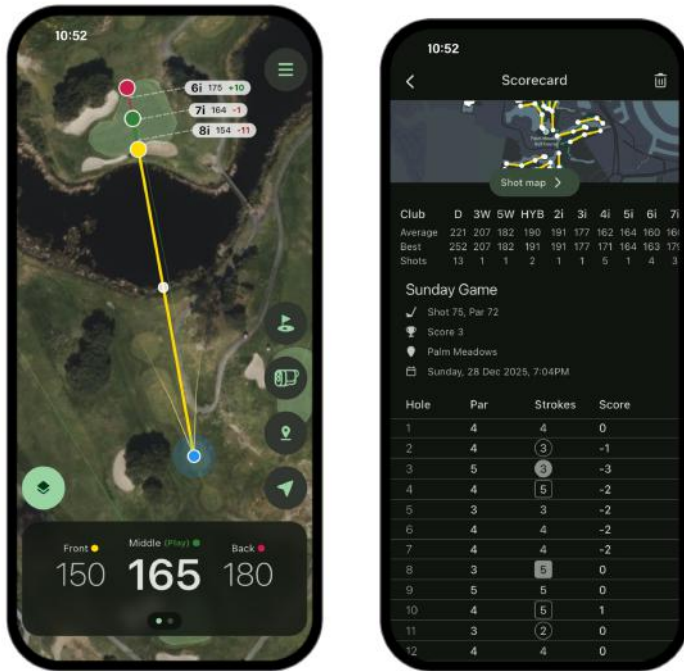 10:52
6i 175 +10
7i 164 -1
8i 154 -11
Front Middle (Play) Back
150 165 180
10:52
Scorecard
Shot map
Club D 3W 5W HYB 2i 3i 4i 5i 6i 7i
Average 221 207 182 190 191 177 162 164 160
Best 252 207 182 191 191 177 171 164 163 179
Shots 13 1 1 2 1 1 5 1 4 3
Sunday Game
Shot 75, Par 72
Score 3
Palm Meadows
Sunday, 28 Dec 2025, 7:04PM
Hole Par Strokes Score
1 4 4 0
2 4 3 -1
3 5 3 -3
4 4 5 -2
5 3 3 -2
6 4 4 -2
7 4 4 -2
8 3 5 0
9 5 5 0
10 4 5 1
11 3 2 0
12 4 4 0